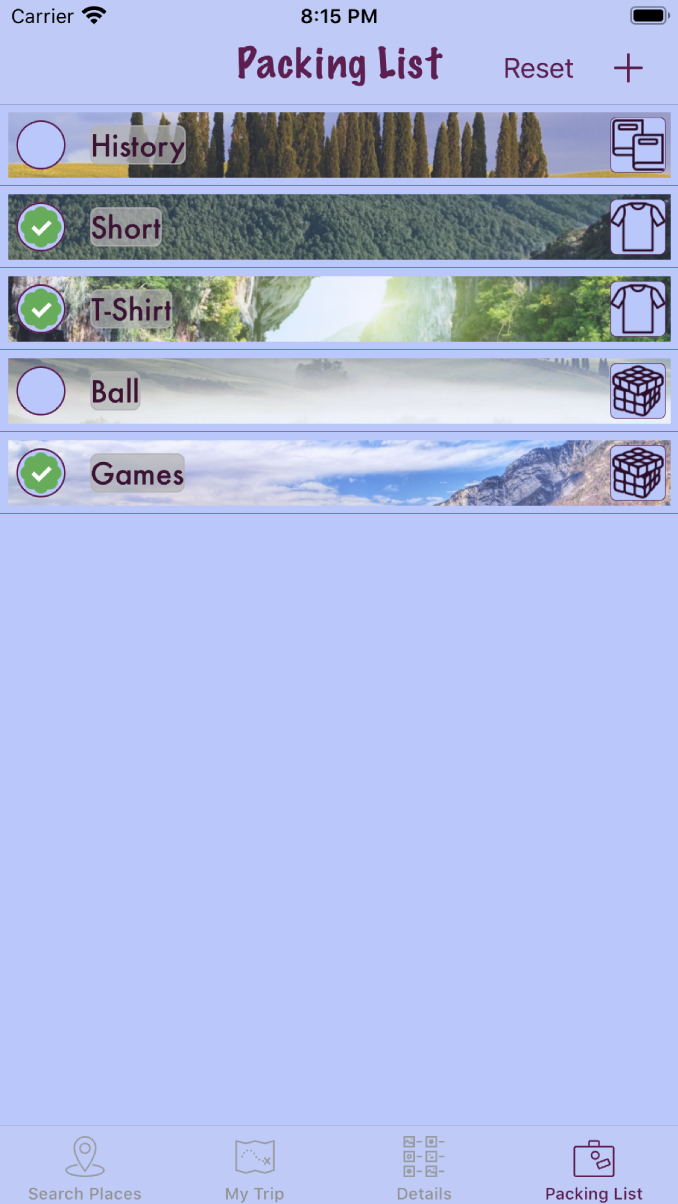 Carrier 8:15 PM
Packing List Reset +
History
Short
T-Shirt
Ball
Games
Search Places My Trip Details Packing List